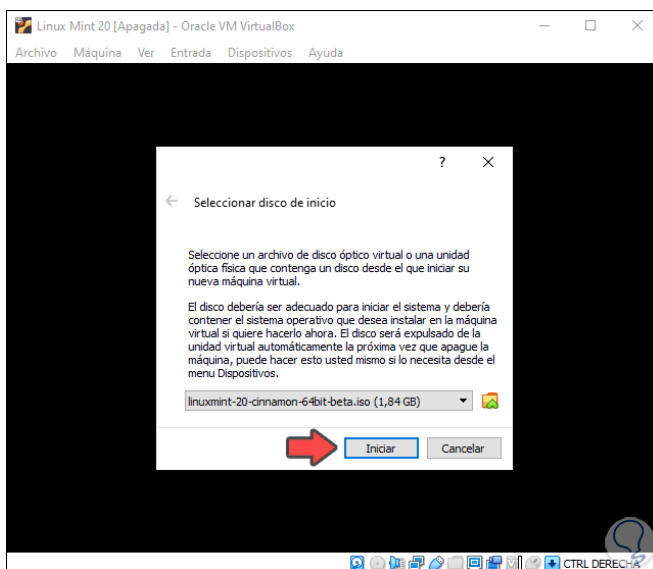 Linux Mint 20 [Apagada] - Oracle VM VirtualBox
Archivo Máquina Ver Entrada Dispositivos Ayuda
?
Seleccionar disco de inicio
Seleccione un archivo de disco óptico virtual o una unidad
óptica física que contenga un disco desde el que iniciar su
nueva máquina virtual.
El disco debería ser adecuado para iniciar el sistema y debería
contener el sistema operativo que desea instalar en la máquina
virtual si quiere hacerlo ahora. El disco será expulsado de la
unidad virtual automáticamente la próxima vez que apague la
máquina, puede hacer esto usted mismo si lo necesita desde el
menu Dispositivos.
linuxmint-20-cinnamon-64bit-beta.iso (1,84 GB)
Iniciar Cancelar
CTRL DERECHA